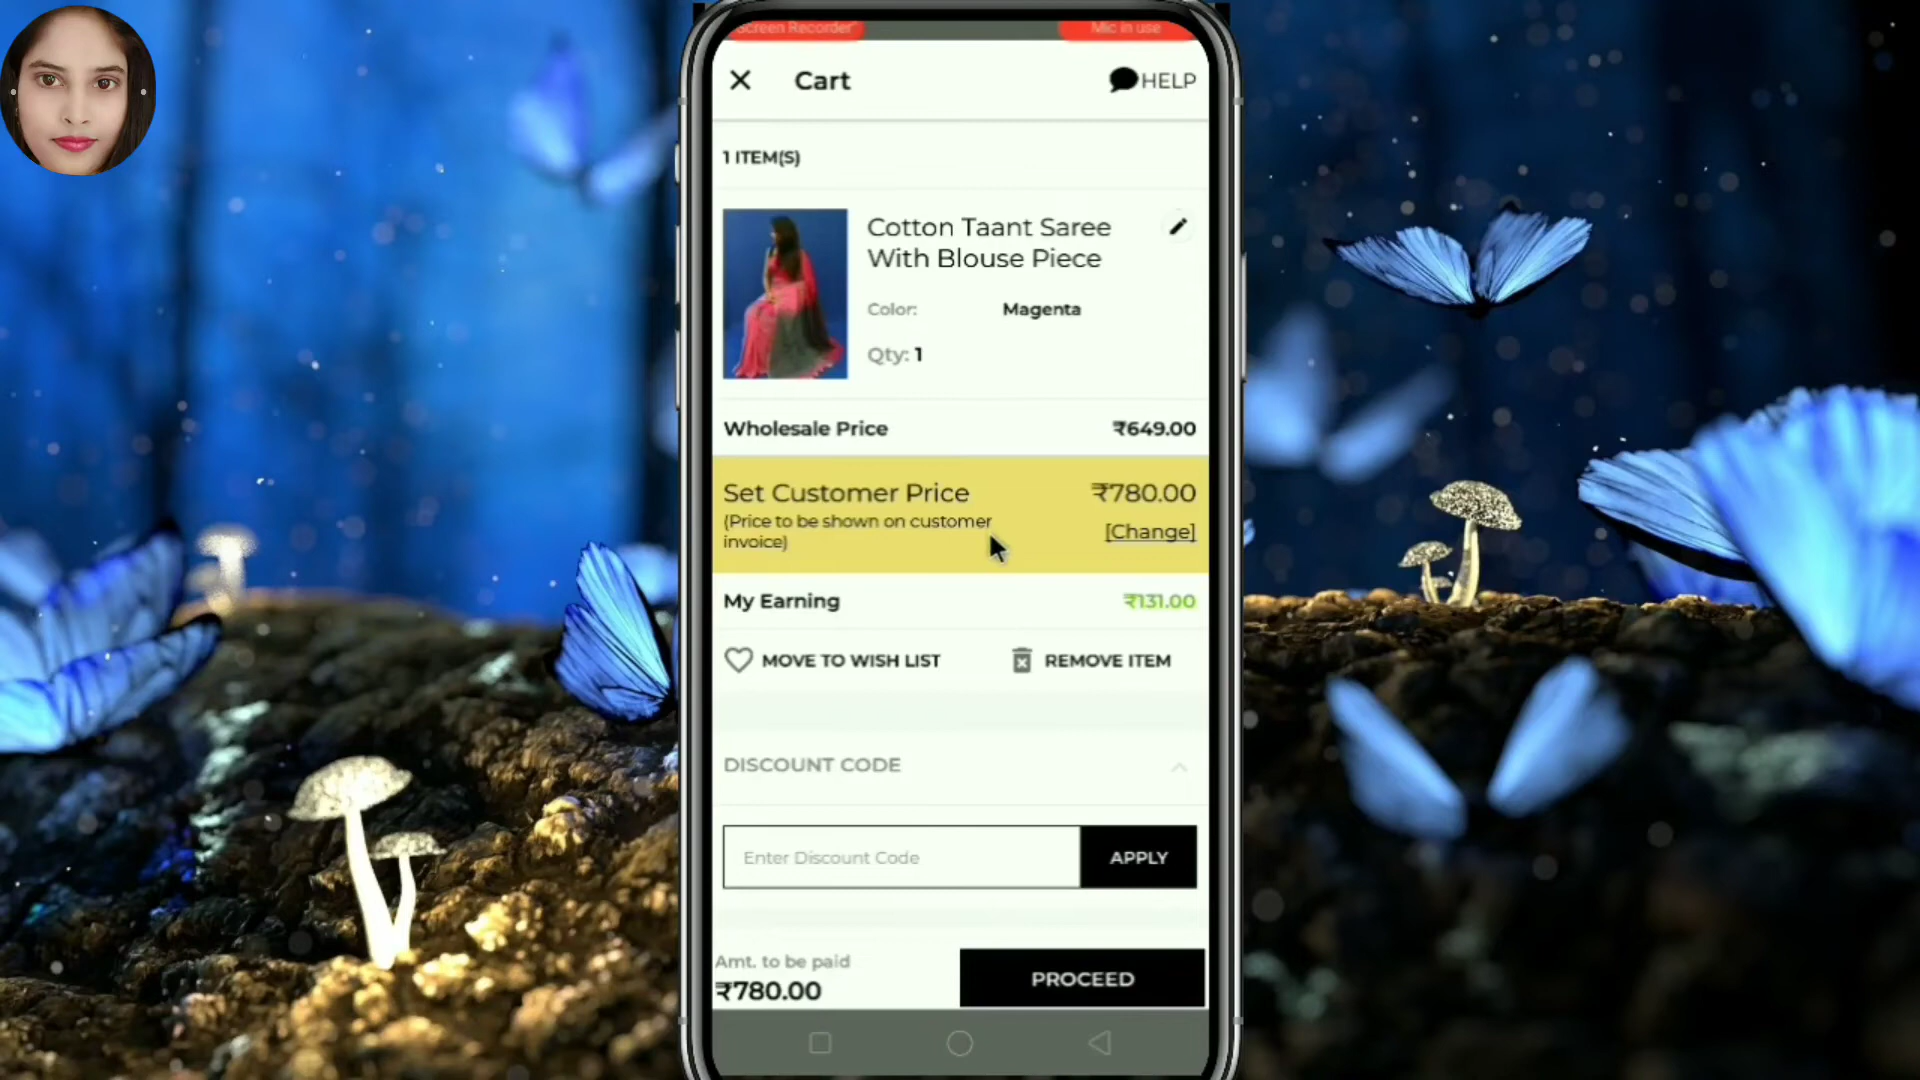 Screen Recorder
Mic in use
Cart
HELP
1 ITEM(S)
Cotton Taant Saree
With Blouse Piece
Color: Magenta
Qty: 1
Wholesale Price ₹649.00
Set Customer Price ₹780.00
(Price to be shown on customer
invoice)
[Change]
My Earning ₹131.00
MOVE TO WISH LIST
REMOVE ITEM
DISCOUNT CODE
Enter Discount Code
APPLY
Amt. to be paid
₹780.00
PROCEED